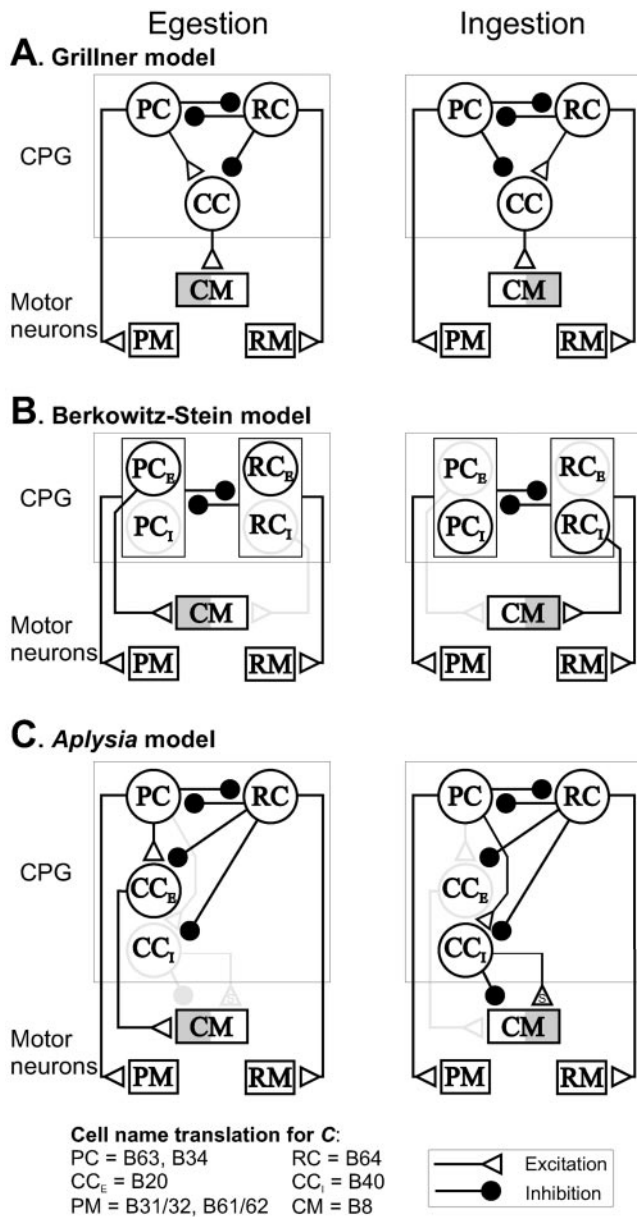 Egestion Ingestion
A. Grillner model
PC RC PC RC
CPG
CC CC
CM CM
Motor
neurons
PM RM PM RM
B. Berkowitz-Stein model
PCE RCE PCE RCE
CPG
PCI RCI PCI RCI
CM CM
Motor
neurons
PM RM PM RM
C. Aplysia model
PC RC PC RC
CPG
CCE CCE
CCI CCI
S S
CM CM
Motor
neurons
PM RM PM RM
Cell name translation for C:
PC = B63, B34 RC = B64
CCE = B20 CCI = B40
PM = B31/32, B61/62 CM = B8
Excitation
Inhibition